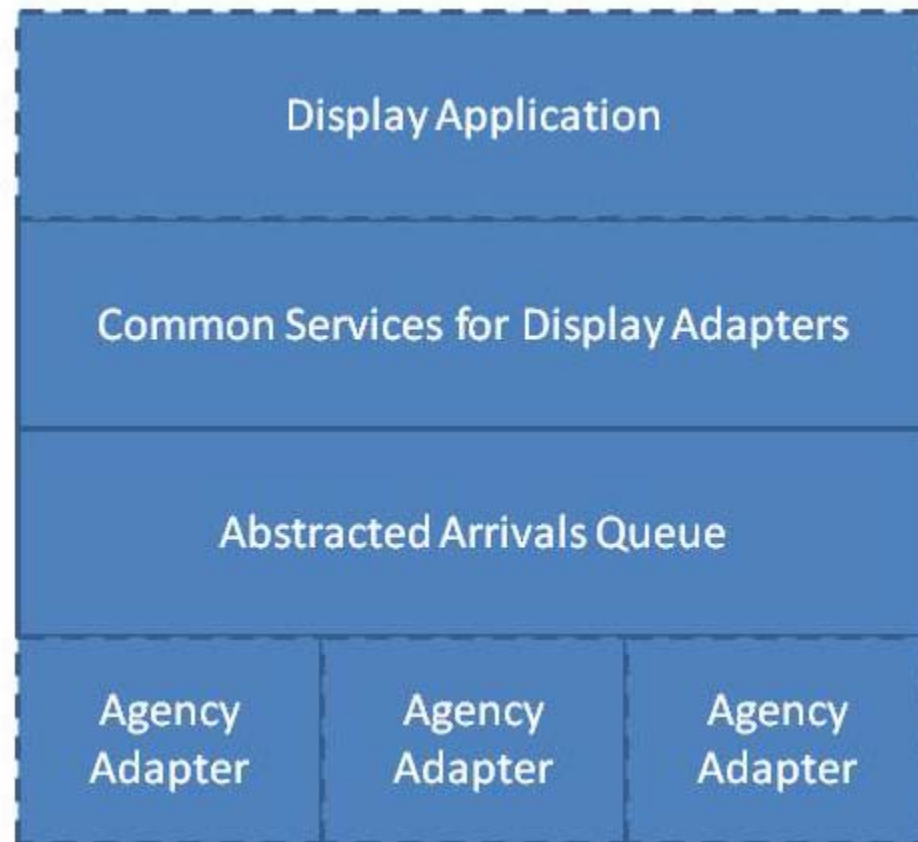 Display Application
Common Services for Display Adapters
Abstracted Arrivals Queue
Agency
Adapter
Agency
Adapter
Agency
Adapter